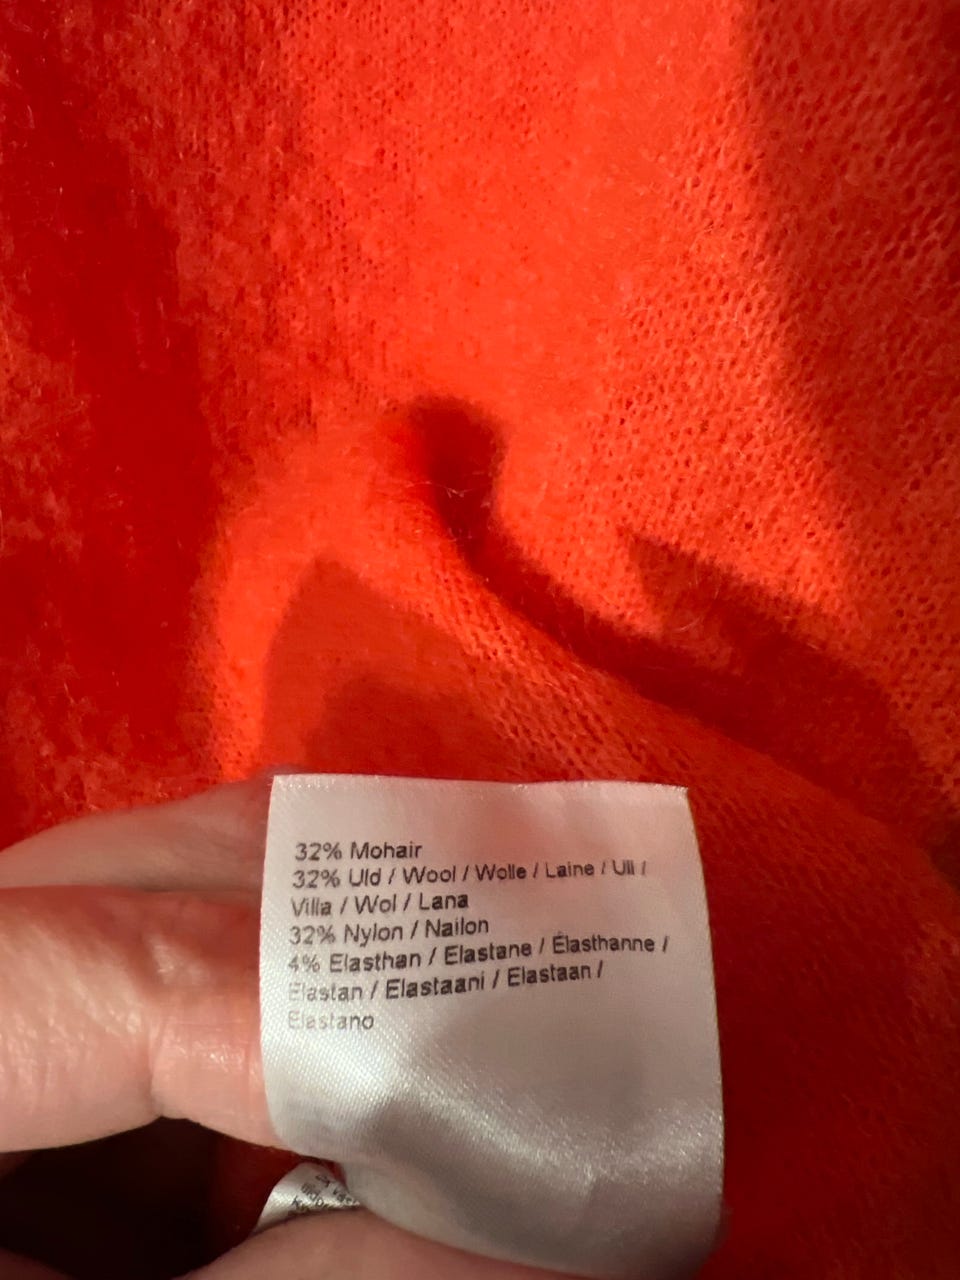 32% Mohair
32% Uld / Wool / Wolle / Laine / Ull /
Villa / Wol / Lana
32% Nylon / Nailon
4% Elasthan / Elastane / Élasthanne /
Elastan / Elastaani / Elastaan /
Elastano